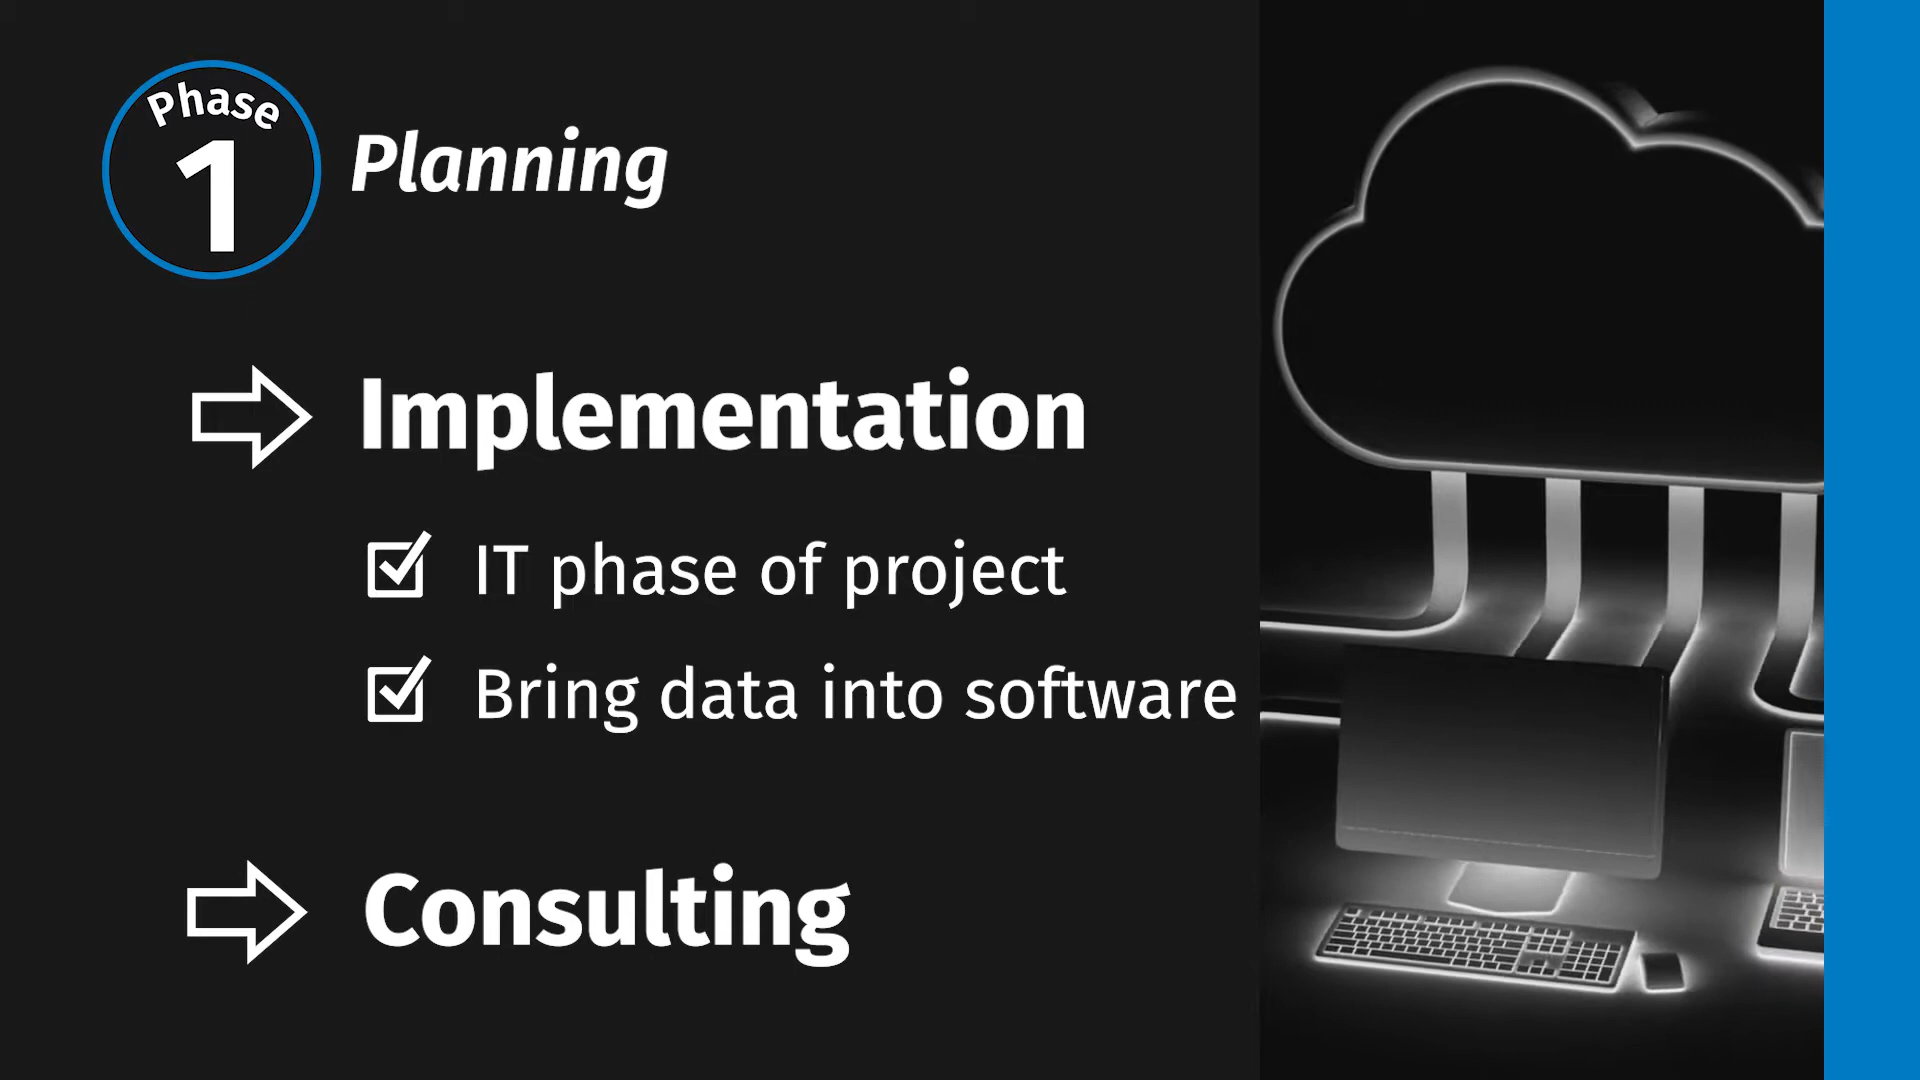 Phase
1
Planning
Implementation
IT phase of project
Bring data into software
Consulting